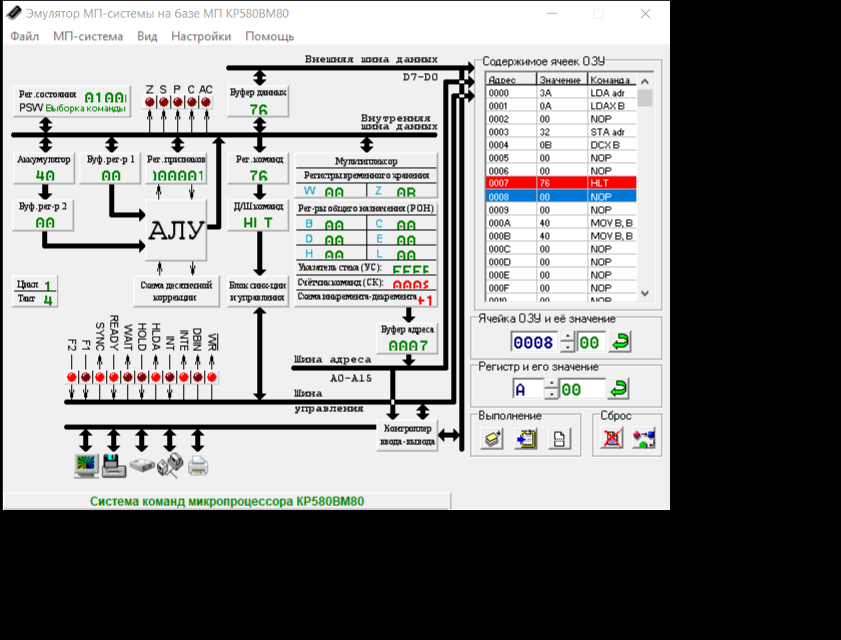 Эмулятор МП-системы на базе МП КР580ВМ80
Файл МП-система Вид Настройки Помощь
Внешняя шина данных
D7-D0
Рег.состояния
PSW Выборка команды
Z S P C AC
Буфер данных
76
Внутренняя
шина данных
Аккумулятор
40
Буф.рег-р 1
00
Рег.признаков
Рег.команд
76
Мультиплексор
Регистры временного хранения
W 00 Z 0B
Буф.рег-р 2
00
АЛУ
Д/Ш команд
HLT
Рег-ры общего назначения (РОН)
B 00 C 00
D 00 E 00
H 00 L 00
Указатель стека (УС): FFFF
Счётчик команд (СК):
Схема инкремента-декремента +1
Цикл 1
Такт 4
Схема десятичной
коррекции
Блок синх-ции
и управления
Буфер адреса
0007
F2 F1 SYNC READY WAIT HOLD HLDA INT INTE DBIN WR
Шина адреса
A0-A15
Шина
управления
Контроллер
ввода-вывода
Система команд микропроцессора КР580ВМ80
Содержимое ячеек ОЗУ
Адрес Значение Команда
0000 3A LDA adr
0001 0A LDAX B
0002 00 NOP
0003 32 STA adr
0004 0B DCX B
0005 00 NOP
0006 00 NOP
0007 76 HLT
0008 00 NOP
0009 00 NOP
000A 40 MOV B, B
000B 40 MOV B, B
000C 00 NOP
000D 00 NOP
000E 00 NOP
000F 00 NOP
0010 00 NOP
Ячейка ОЗУ и её значение
0008 00
Регистр и его значение
A 00
Выполнение
Сброс